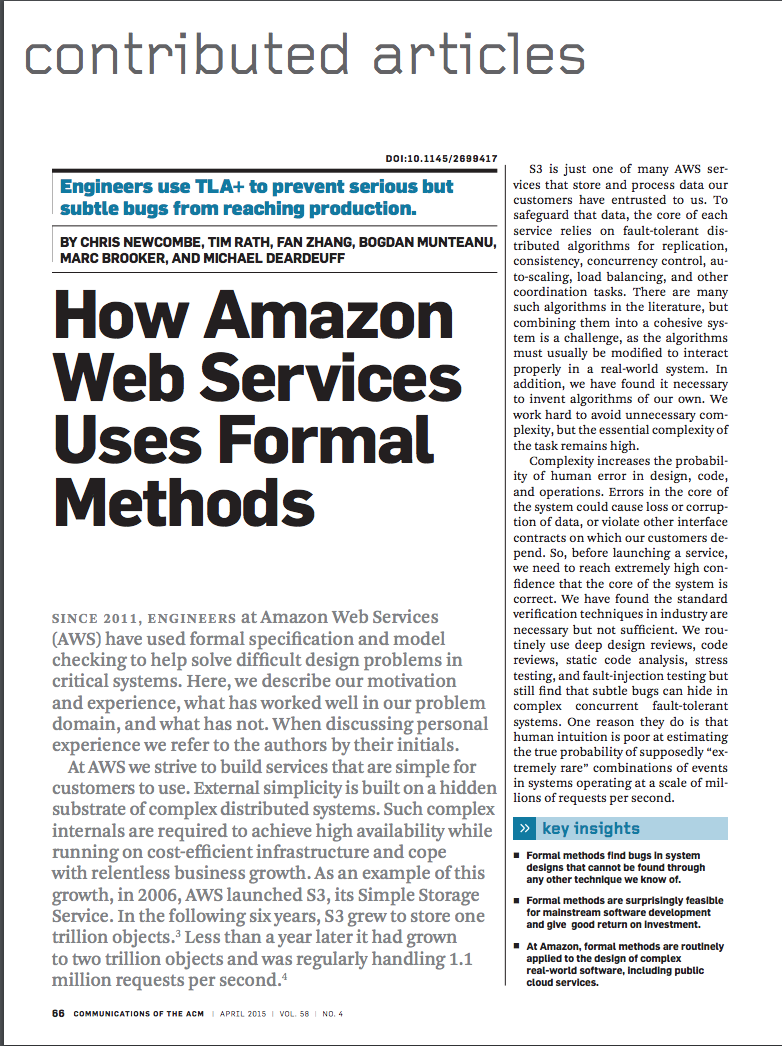 contributed articles
DOI:10.1145/2699417
Engineers use TLA+ to prevent serious but
subtle bugs from reaching production.
BY CHRIS NEWCOMBE, TIM RATH, FAN ZHANG, BOGDAN MUNTEANU,
MARC BROOKER, AND MICHAEL DEARDEUFF
How Amazon
Web Services
Uses Formal
Methods
SINCE 2011, ENGINEERS at Amazon Web Services
(AWS) have used formal specification and model
checking to help solve difficult design problems in
critical systems. Here, we describe our motivation
and experience, what has worked well in our problem
domain, and what has not. When discussing personal
experience we refer to the authors by their initials.
At AWS we strive to build services that are simple for
customers to use. External simplicity is built on a hidden
substrate of complex distributed systems. Such complex
internals are required to achieve high availability while
running on cost-efficient infrastructure and cope
with relentless business growth. As an example of this
growth, in 2006, AWS launched S3, its Simple Storage
Service. In the following six years, S3 grew to store one
trillion objects.³ Less than a year later it had grown
to two trillion objects and was regularly handling 1.1
million requests per second.⁴
S3 is just one of many AWS ser-
vices that store and process data our
customers have entrusted to us. To
safeguard that data, the core of each
service relies on fault-tolerant dis-
tributed algorithms for replication,
consistency, concurrency control, au-
to-scaling, load balancing, and other
coordination tasks. There are many
such algorithms in the literature, but
combining them into a cohesive sys-
tem is a challenge, as the algorithms
must usually be modified to interact
properly in a real-world system. In
addition, we have found it necessary
to invent algorithms of our own. We
work hard to avoid unnecessary com-
plexity, but the essential complexity of
the task remains high.
Complexity increases the probabil-
ity of human error in design, code,
and operations. Errors in the core of
the system could cause loss or corrup-
tion of data, or violate other interface
contracts on which our customers de-
pend. So, before launching a service,
we need to reach extremely high con-
fidence that the core of the system is
correct. We have found the standard
verification techniques in industry are
necessary but not sufficient. We rou-
tinely use deep design reviews, code
reviews, static code analysis, stress
testing, and fault-injection testing but
still find that subtle bugs can hide in
complex concurrent fault-tolerant
systems. One reason they do is that
human intuition is poor at estimating
the true probability of supposedly “ex-
tremely rare” combinations of events
in systems operating at a scale of mil-
lions of requests per second.
» key insights
■ Formal methods find bugs in system
designs that cannot be found through
any other technique we know of.
■ Formal methods are surprisingly feasible
for mainstream software development
and give good return on investment.
■ At Amazon, formal methods are routinely
applied to the design of complex
real-world software, including public
cloud services.
66 COMMUNICATIONS OF THE ACM | APRIL 2015 | VOL. 58 | NO. 4